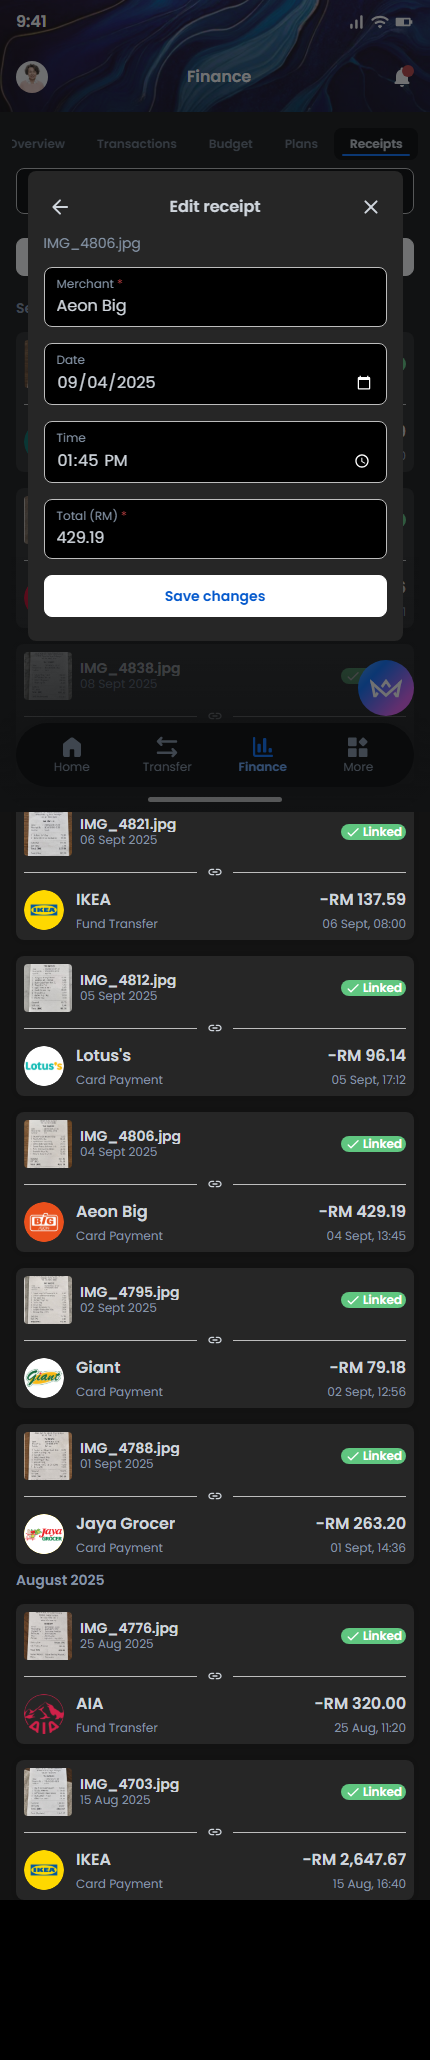 9:41
Finance
Overview Transactions Budget Plans Receipts
Edit receipt
IMG_4806.jpg
Merchant *
Aeon Big
Date
09/04/2025
Time
01:45 PM
Total (RM) *
429.19
Save changes
IMG_4838.jpg
08 Sept 2025
Home Transfer Finance More
IMG_4821.jpg
06 Sept 2025
Linked
IKEA
IKEA
Fund Transfer
-RM 137.59
06 Sept, 08:00
IMG_4812.jpg
05 Sept 2025
Linked
Lotus's
Lotus's
Card Payment
-RM 96.14
05 Sept, 17:12
IMG_4806.jpg
04 Sept 2025
Linked
BIG
Aeon Big
Card Payment
-RM 429.19
04 Sept, 13:45
IMG_4795.jpg
02 Sept 2025
Linked
Giant
Giant
Card Payment
-RM 79.18
02 Sept, 12:56
IMG_4788.jpg
01 Sept 2025
Linked
Jaya
GROCER
Jaya Grocer
Card Payment
-RM 263.20
01 Sept, 14:36
August 2025
IMG_4776.jpg
25 Aug 2025
Linked
AIA
AIA
Fund Transfer
-RM 320.00
25 Aug, 11:20
IMG_4703.jpg
15 Aug 2025
Linked
IKEA
IKEA
Card Payment
-RM 2,647.67
15 Aug, 16:40